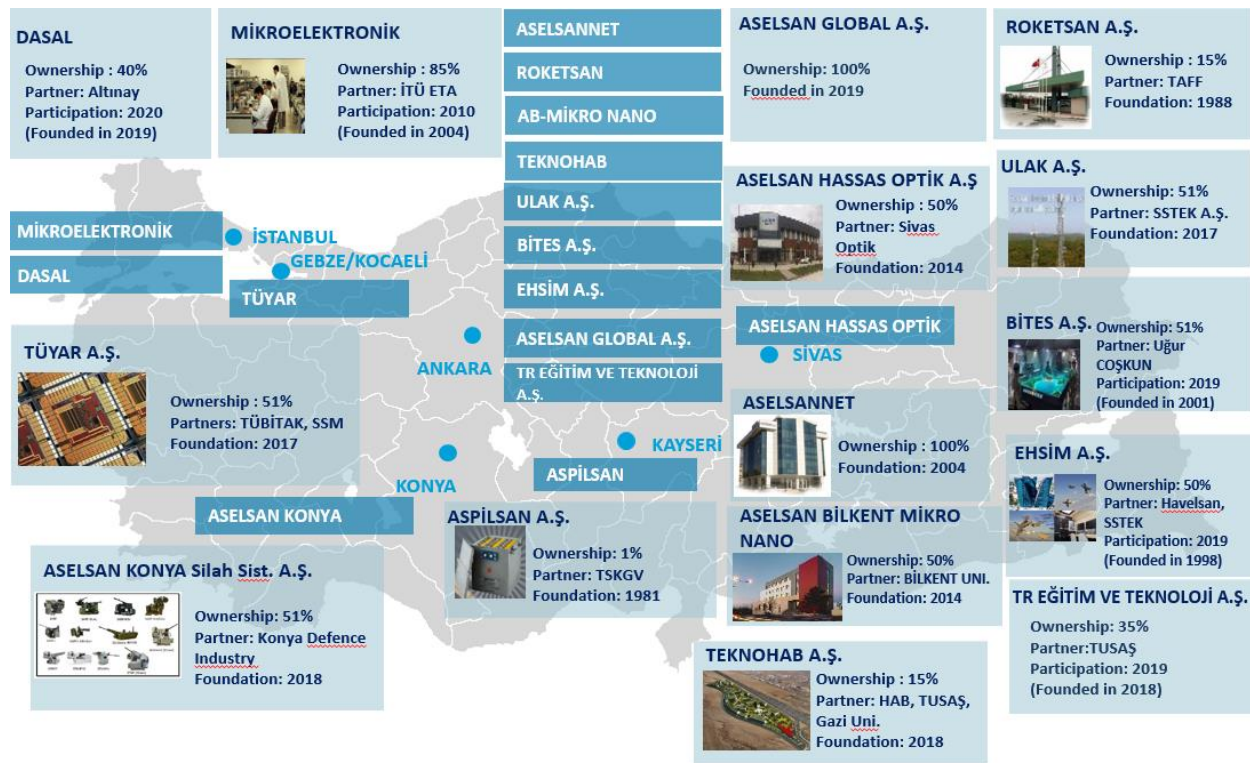 DASAL
Ownership : 40%
Partner: Altınay
Participation: 2020
(Founded in 2019)
MİKROELEKTRONİK
Ownership : 85%
Partner: İTÜ ETA
Participation: 2010
(Founded in 2004)
ASELSANNET
ROKETSAN
AB-MİKRO NANO
TEKNOHAB
ULAK A.Ş.
BİTES A.Ş.
EHSİM A.Ş.
ASELSAN GLOBAL A.Ş.
TR EĞİTİM VE TEKNOLOJİ
A.Ş.
ASELSAN GLOBAL A.Ş.
Ownership: 100%
Founded in 2019
ROKETSAN A.Ş.
Ownership : 15%
Partner: TAFF
Foundation: 1988
MİKROELEKTRONİK
DASAL
İSTANBUL
GEBZE/KOCAELİ
TÜYAR
ANKARA
ASELSAN HASSAS OPTİK A.Ş
Ownership : 50%
Partner: Sivas
Optik
Foundation: 2014
ULAK A.Ş.
Ownership: 51%
Partner: SSTEK A.Ş.
Foundation: 2017
ASELSAN HASSAS OPTİK
SİVAS
BİTES A.Ş.
Ownership: 51%
Partner: Uğur
COŞKUN
Participation: 2019
(Founded in 2001)
TÜYAR A.Ş.
Ownership : 51%
Partners: TÜBİTAK, SSM
Foundation: 2017
KONYA
ASELSAN KONYA
KAYSERİ
ASPİLSAN
ASELSANNET
Ownership : 100%
Foundation: 2004
EHSİM A.Ş.
Ownership: 50%
Partner: Havelsan,
SSTEK
Participation: 2019
(Founded in 1998)
ASELSAN KONYA Silah Sist. A.Ş.
Ownership: 51%
Partner: Konya Defence
Industry
Foundation: 2018
ASPİLSAN A.Ş.
Ownership: 1%
Partner: TSKGV
Foundation: 1981
ASELSAN BİLKENT MİKRO
NANO
Ownership: 50%
Partner: BİLKENT UNI.
Foundation: 2014
TR EĞİTİM VE TEKNOLOJİ A.Ş.
Ownership: 35%
Partner:TUSAŞ
Participation: 2019
(Founded in 2018)
TEKNOHAB A.Ş.
Ownership : 15%
Partner: HAB, TUSAŞ,
Gazi Uni.
Foundation: 2018